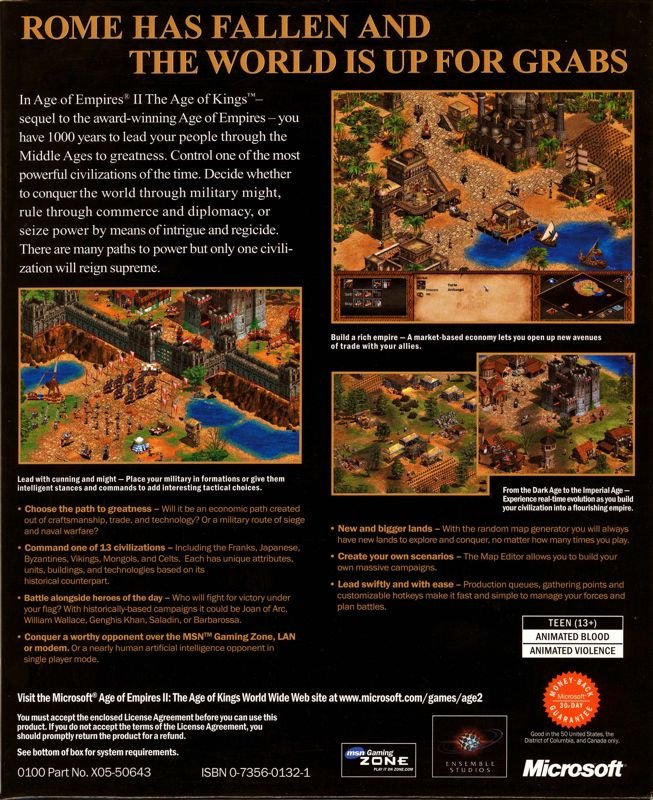 ROME HAS FALLEN AND
THE WORLD IS UP FOR GRABS
In Age of Empires® II The Age of Kings™–
sequel to the award-winning Age of Empires – you
have 1000 years to lead your people through the
Middle Ages to greatness. Control one of the most
powerful civilizations of the time. Decide whether
to conquer the world through military might,
rule through commerce and diplomacy, or
seize power by means of intrigue and regicide.
There are many paths to power but only one civili-
zation will reign supreme.
Build a rich empire – A market-based economy lets you open up new avenues
of trade with your allies.
Lead with cunning and might – Place your military in formations or give them
intelligent stances and commands to add interesting tactical choices.
From the Dark Age to the Imperial Age –
Experience real-time evolution as you build
your civilization into a flourishing empire.
• Choose the path to greatness – Will it be an economic path created
out of craftsmanship, trade, and technology? Or a military route of siege
and naval warfare?
• Command one of 13 civilizations – Including the Franks, Japanese,
Byzantines, Vikings, Mongols, and Celts. Each has unique attributes,
units, buildings, and technologies based on its
historical counterpart.
• Battle alongside heroes of the day – Who will fight for victory under
your flag? With historically-based campaigns it could be Joan of Arc,
William Wallace, Genghis Khan, Saladin, or Barbarossa.
• Conquer a worthy opponent over the MSN™ Gaming Zone, LAN
or modem. Or a nearly human artificial intelligence opponent in
single player mode.
• New and bigger lands – With the random map generator you will always
have new lands to explore and conquer, no matter how many times you play.
• Create your own scenarios – The Map Editor allows you to build your
own massive campaigns.
• Lead swiftly and with ease – Production queues, gathering points and
customizable hotkeys make it fast and simple to manage your forces and
plan battles.
TEEN (13+)
ANIMATED BLOOD
ANIMATED VIOLENCE
Visit the Microsoft® Age of Empires II: The Age of Kings World Wide Web site at www.microsoft.com/games/age2
You must accept the enclosed License Agreement before you can use this
product. If you do not accept the terms of the License Agreement, you
should promptly return the product for a refund.
See bottom of box for system requirements.
0100 Part No. X05-50643
ISBN 0-7356-0132-1
msn Gaming
ZONE
PLAY IT ON ZONE.COM
ENSEMBLE
STUDIOS
MONEY-BACK
Microsoft
30-DAY
GUARANTEE
Good in the 50 United States, the
District of Columbia, and Canada only.
Microsoft